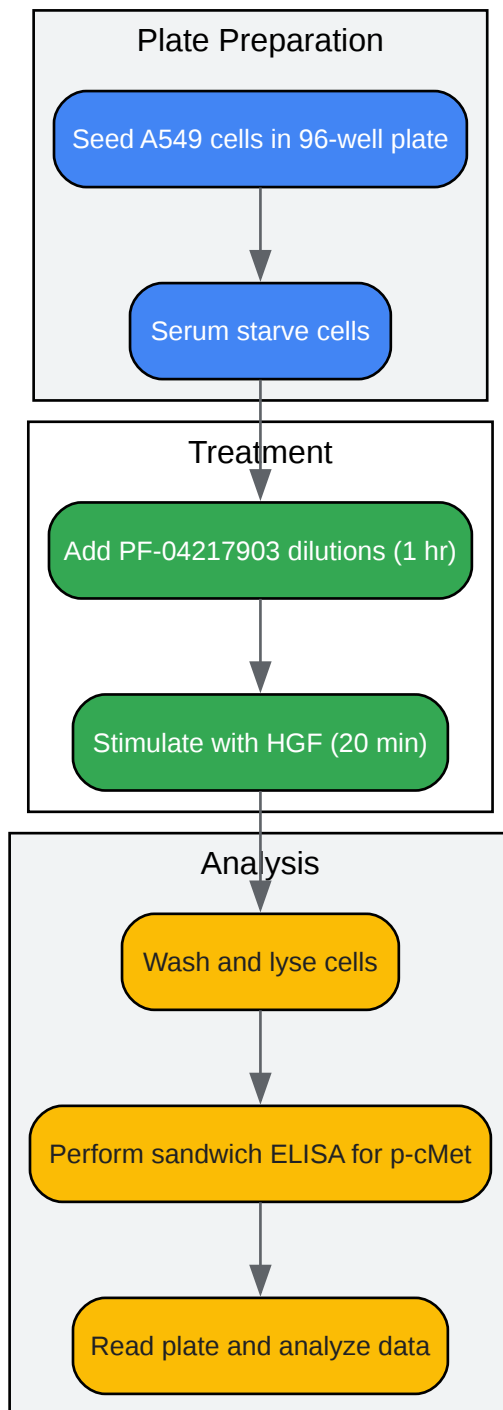 Plate Preparation
Seed A549 cells in 96-well plate
Serum starve cells
Treatment
Add PF-04217903 dilutions (1 hr)
Stimulate with HGF (20 min)
Analysis
Wash and lyse cells
Perform sandwich ELISA for p-cMet
Read plate and analyze data